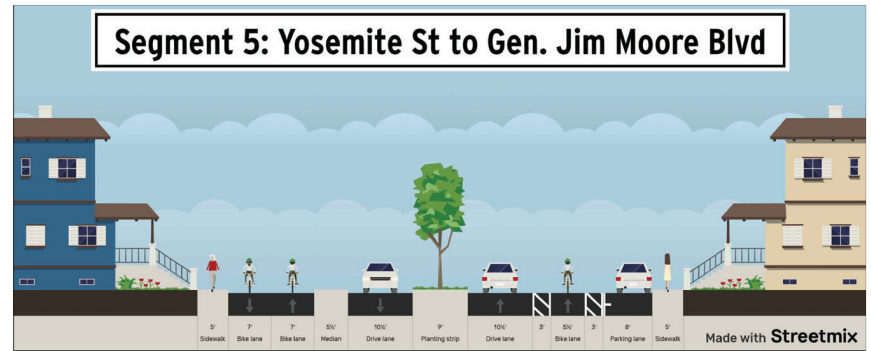 Segment 5: Yosemite St to Gen. Jim Moore Blvd
5' 7' 7' 5½' 10½' 9' 10½' 3' 5½' 3' 8' 5'
Sidewalk Bike lane Bike lane Median Drive lane Planting strip Drive lane Bike lane Parking lane Sidewalk
Made with Streetmix